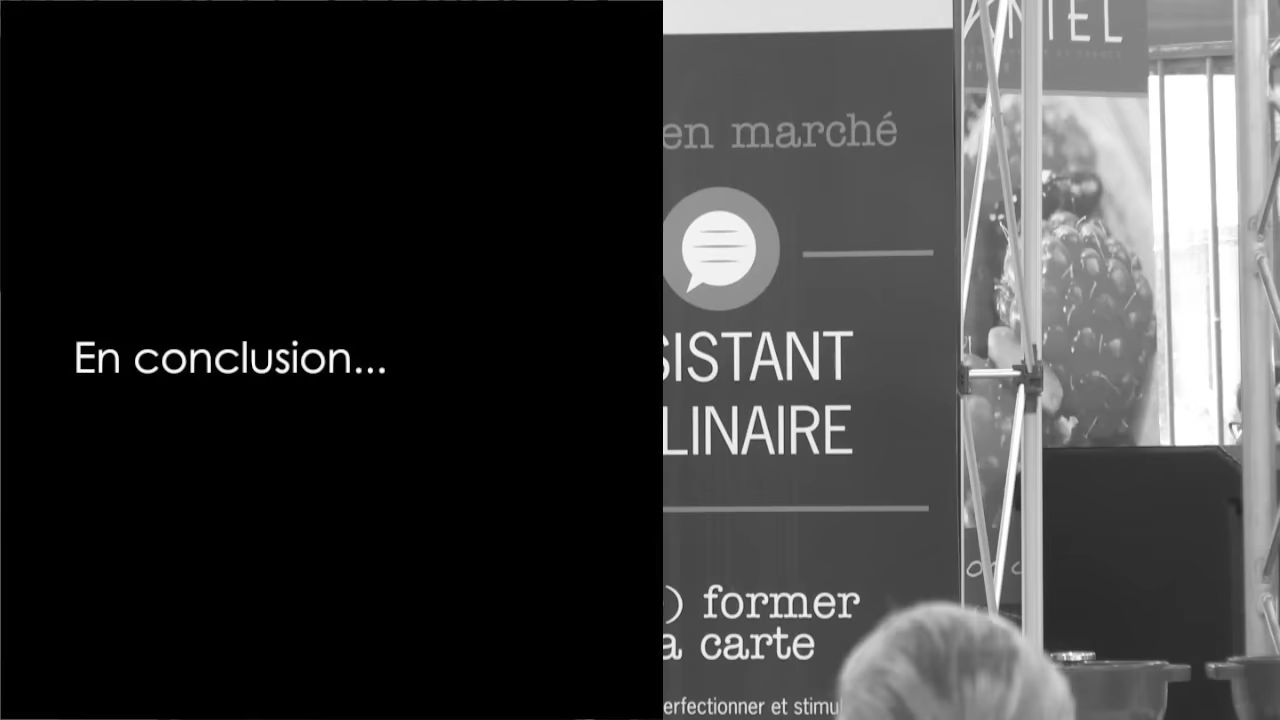 En conclusion...
en marché
SISTANT
LINAIRE
) former
a carte
erfectionner et stimul